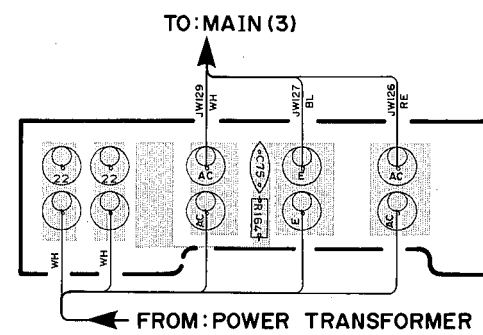 TO:MAIN (3)
JW129 WH
JW127 BL
JW126 RE
22 22 AC C75 E AC
AC R164 E AC
WH WH
FROM:POWER TRANSFORMER